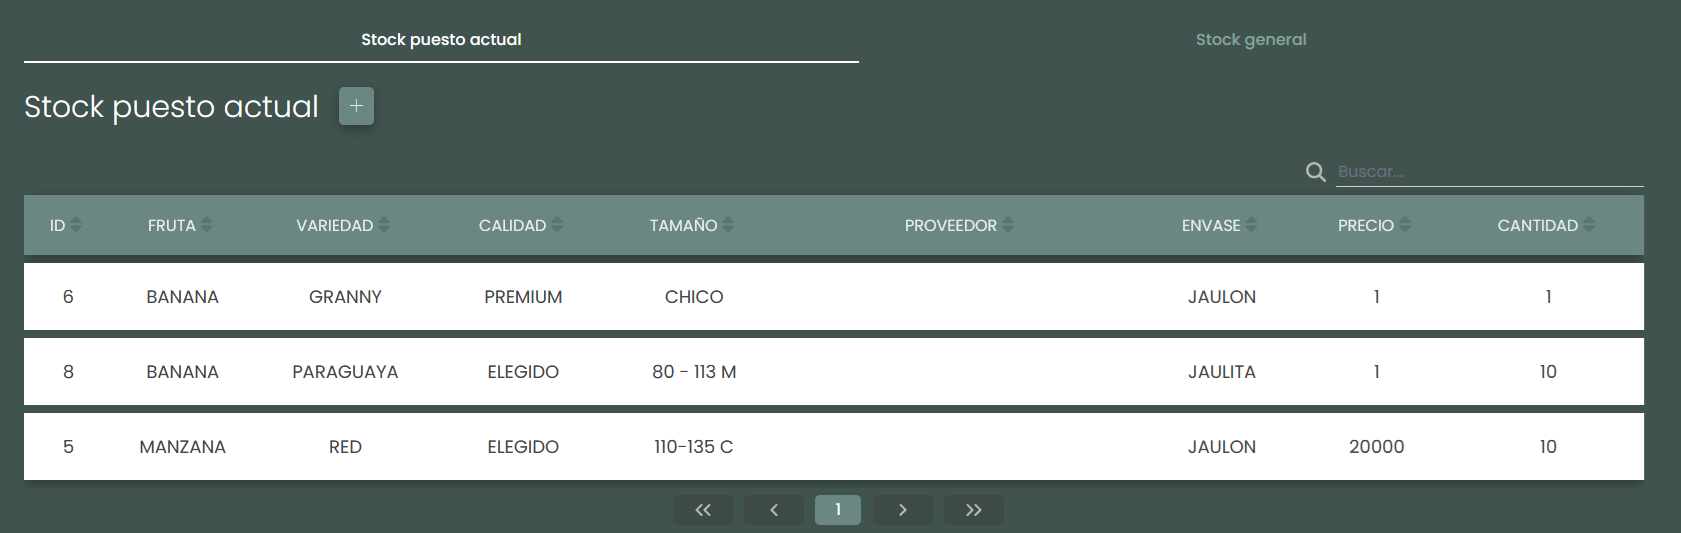 Stock puesto actual Stock general
Stock puesto actual +
Buscar...
ID FRUTA VARIEDAD CALIDAD TAMAÑO PROVEEDOR ENVASE PRECIO CANTIDAD
6 BANANA GRANNY PREMIUM CHICO JAULON 1 1
8 BANANA PARAGUAYA ELEGIDO 80 - 113 M JAULITA 1 10
5 MANZANA RED ELEGIDO 110-135 C JAULON 20000 10
1